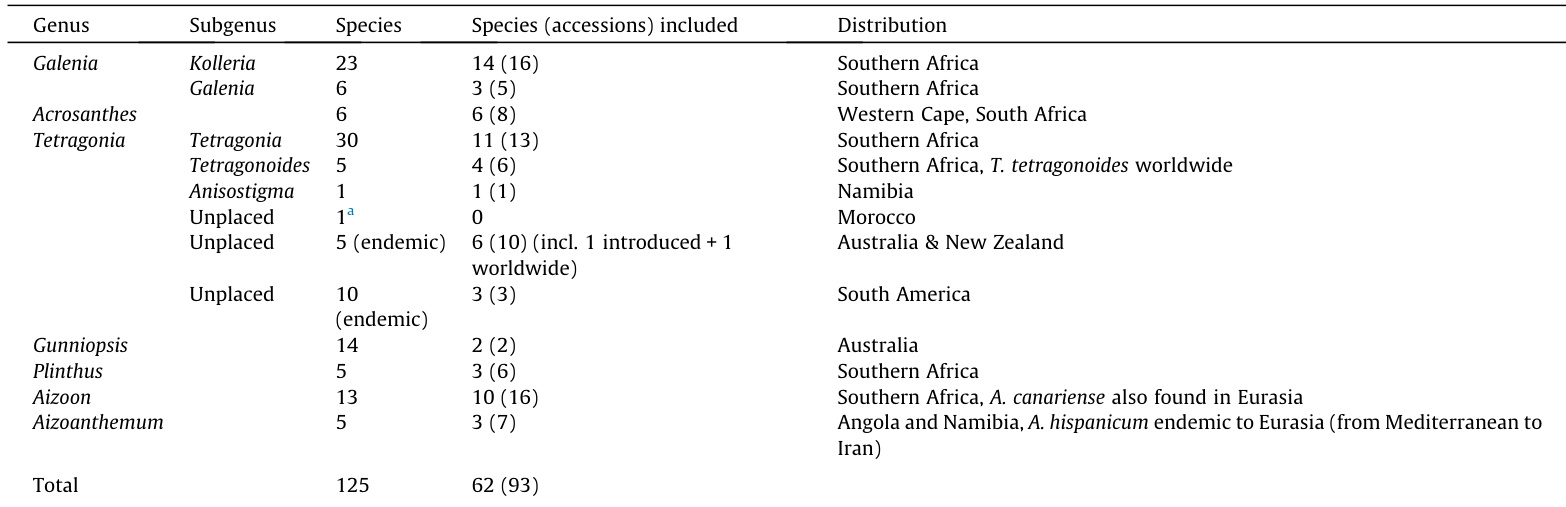 Genus Subgenus Species Species (accessions) included Distribution
Galenia Kolleria 23 14 (16) Southern Africa
Galenia 6 3 (5) Southern Africa
Acrosanthes 6 6 (8) Western Cape, South Africa
Tetragonia Tetragonia 30 11 (13) Southern Africa
Tetragonoides 5 4 (6) Southern Africa, T. tetragonoides worldwide
Anisostigma 1 1 (1) Namibia
Unplaced 1a 0 Morocco
Unplaced 5 (endemic) 6 (10) (incl. 1 introduced + 1 Australia & New Zealand
worldwide)
Unplaced 10 3 (3) South America
(endemic)
Gunniopsis 14 2 (2) Australia
Plinthus 5 3 (6) Southern Africa
Aizoon 13 10 (16) Southern Africa, A. canariense also found in Eurasia
Aizoanthemum 5 3 (7) Angola and Namibia, A. hispanicum endemic to Eurasia (from Mediterranean to
Iran)
Total 125 62 (93)